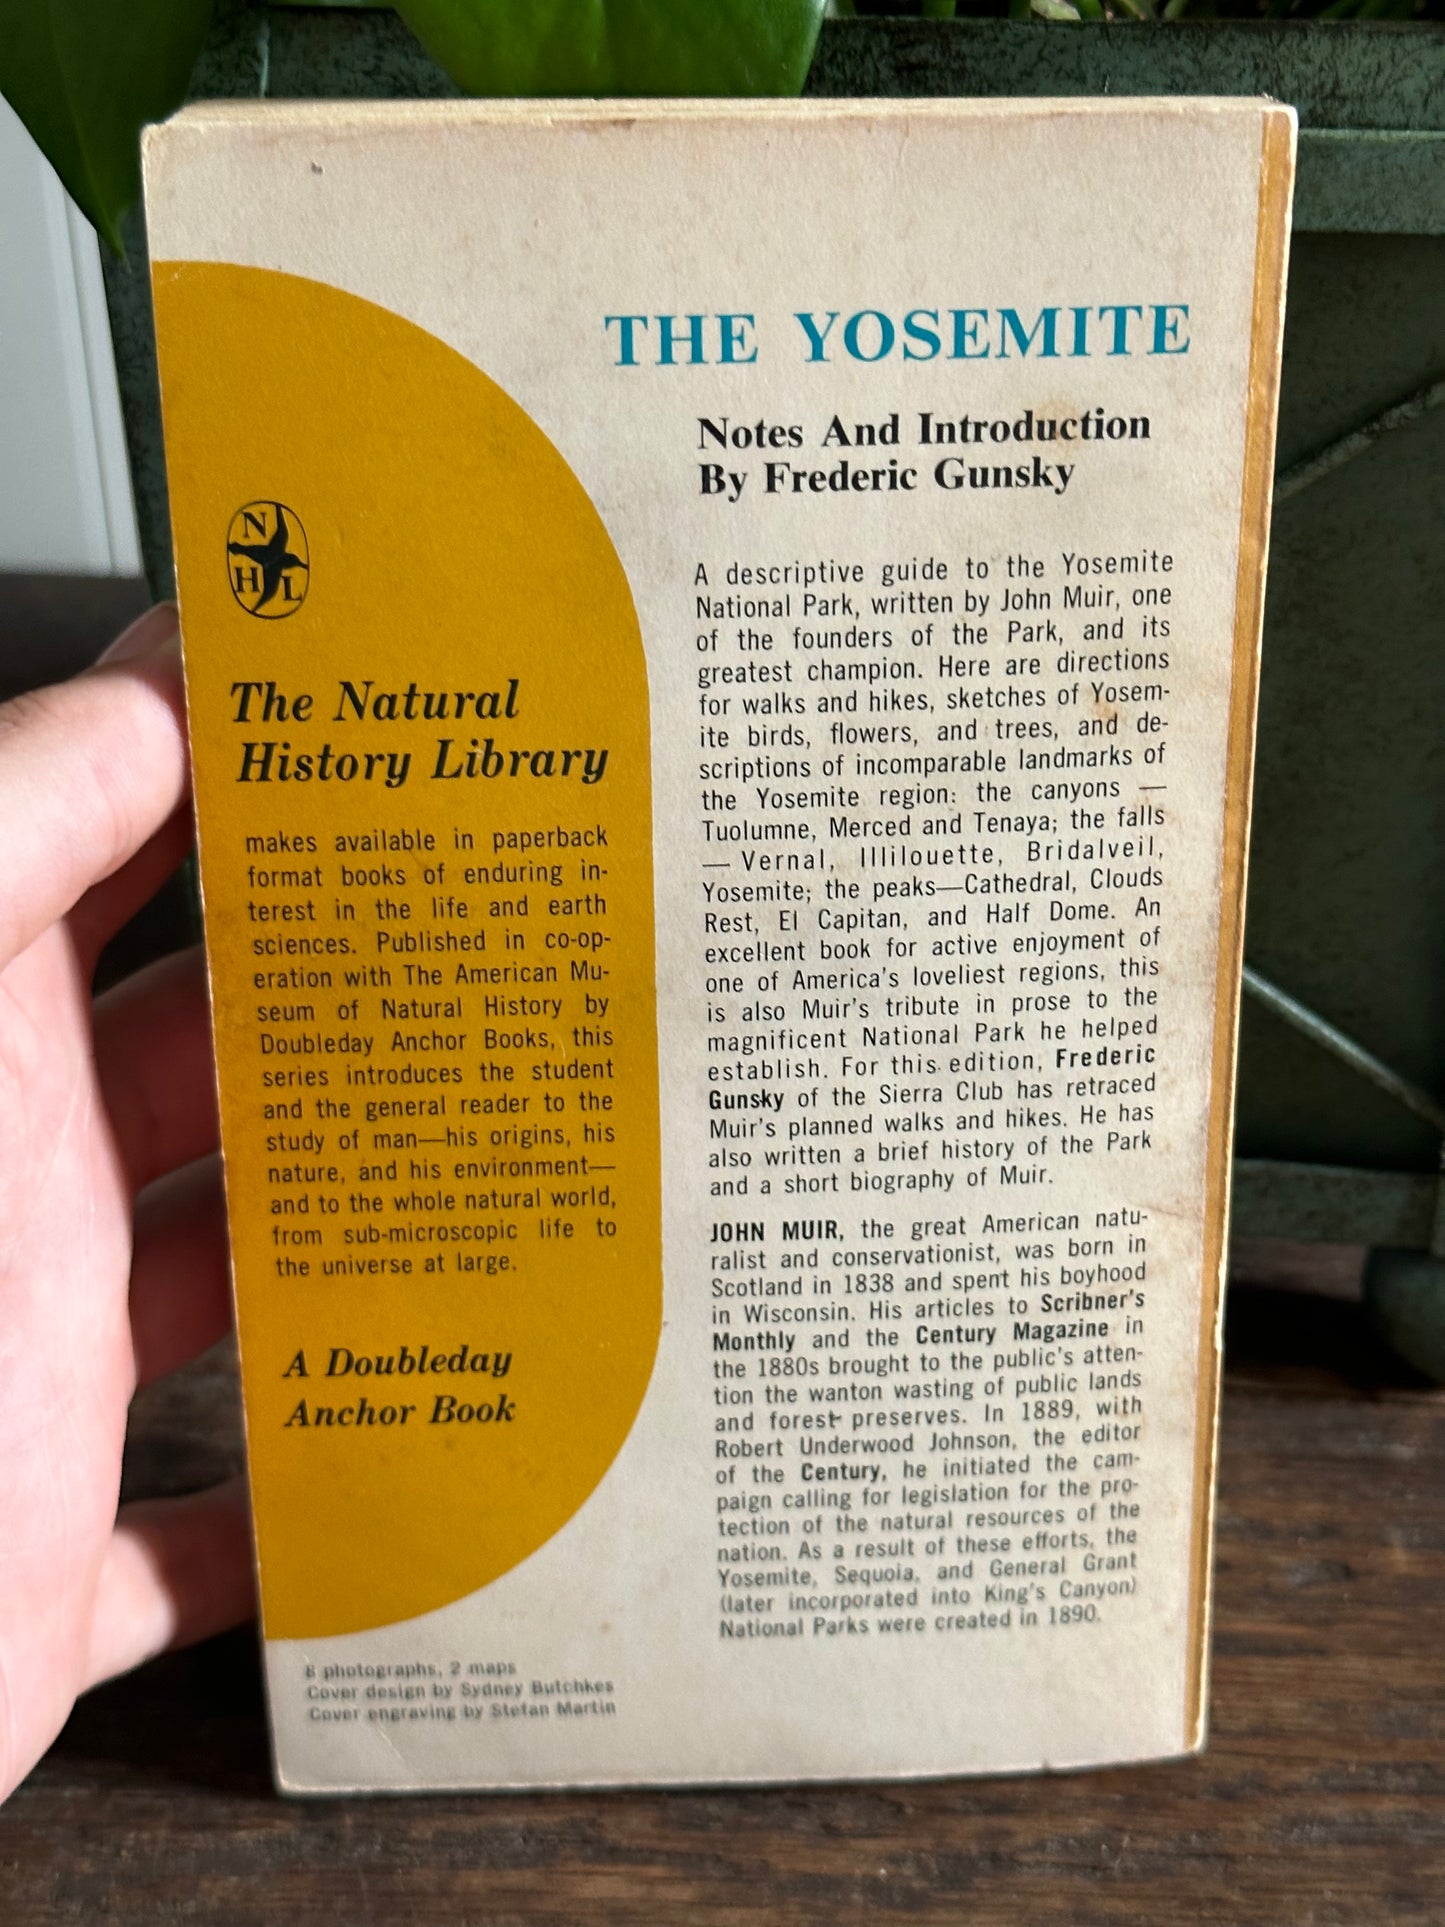 N
H L
The Natural
History Library
makes available in paperback
format books of enduring in-
terest in the life and earth
sciences. Published in co-op-
eration with The American Mu-
seum of Natural History by
Doubleday Anchor Books, this
series introduces the student
and the general reader to the
study of man—his origins, his
nature, and his environment—
and to the whole natural world,
from sub-microscopic life to
the universe at large.
A Doubleday
Anchor Book
8 photographs, 2 maps
Cover design by Sydney Butchkes
Cover engraving by Stefan Martin
THE YOSEMITE
Notes And Introduction
By Frederic Gunsky
A descriptive guide to the Yosemite
National Park, written by John Muir, one
of the founders of the Park, and its
greatest champion. Here are directions
for walks and hikes, sketches of Yosem-
ite birds, flowers, and trees, and de-
scriptions of incomparable landmarks of
the Yosemite region: the canyons —
Tuolumne, Merced and Tenaya; the falls
— Vernal, Illilouette, Bridalveil,
Yosemite; the peaks—Cathedral, Clouds
Rest, El Capitan, and Half Dome. An
excellent book for active enjoyment of
one of America's loveliest regions, this
is also Muir's tribute in prose to the
magnificent National Park he helped
establish. For this edition, Frederic
Gunsky of the Sierra Club has retraced
Muir's planned walks and hikes. He has
also written a brief history of the Park
and a short biography of Muir.
JOHN MUIR, the great American natu-
ralist and conservationist, was born in
Scotland in 1838 and spent his boyhood
in Wisconsin. His articles to Scribner's
Monthly and the Century Magazine in
the 1880s brought to the public's atten-
tion the wanton wasting of public lands
and forest preserves. In 1889, with
Robert Underwood Johnson, the editor
of the Century, he initiated the cam-
paign calling for legislation for the pro-
tection of the natural resources of the
nation. As a result of these efforts, the
Yosemite, Sequoia, and General Grant
(later incorporated into King's Canyon)
National Parks were created in 1890.